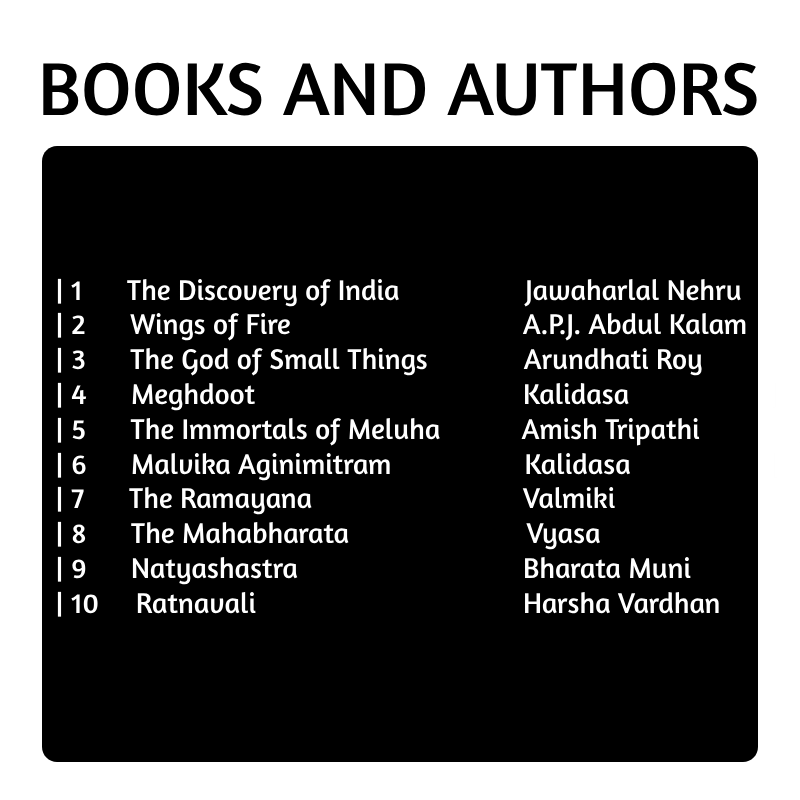 BOOKS AND AUTHORS
| 1 The Discovery of India Jawaharlal Nehru
| 2 Wings of Fire A.P.J. Abdul Kalam
| 3 The God of Small Things Arundhati Roy
| 4 Meghdoot Kalidasa
| 5 The Immortals of Meluha Amish Tripathi
| 6 Malvika Aginimitram Kalidasa
| 7 The Ramayana Valmiki
| 8 The Mahabharata Vyasa
| 9 Natyashastra Bharata Muni
| 10 Ratnavali Harsha Vardhan